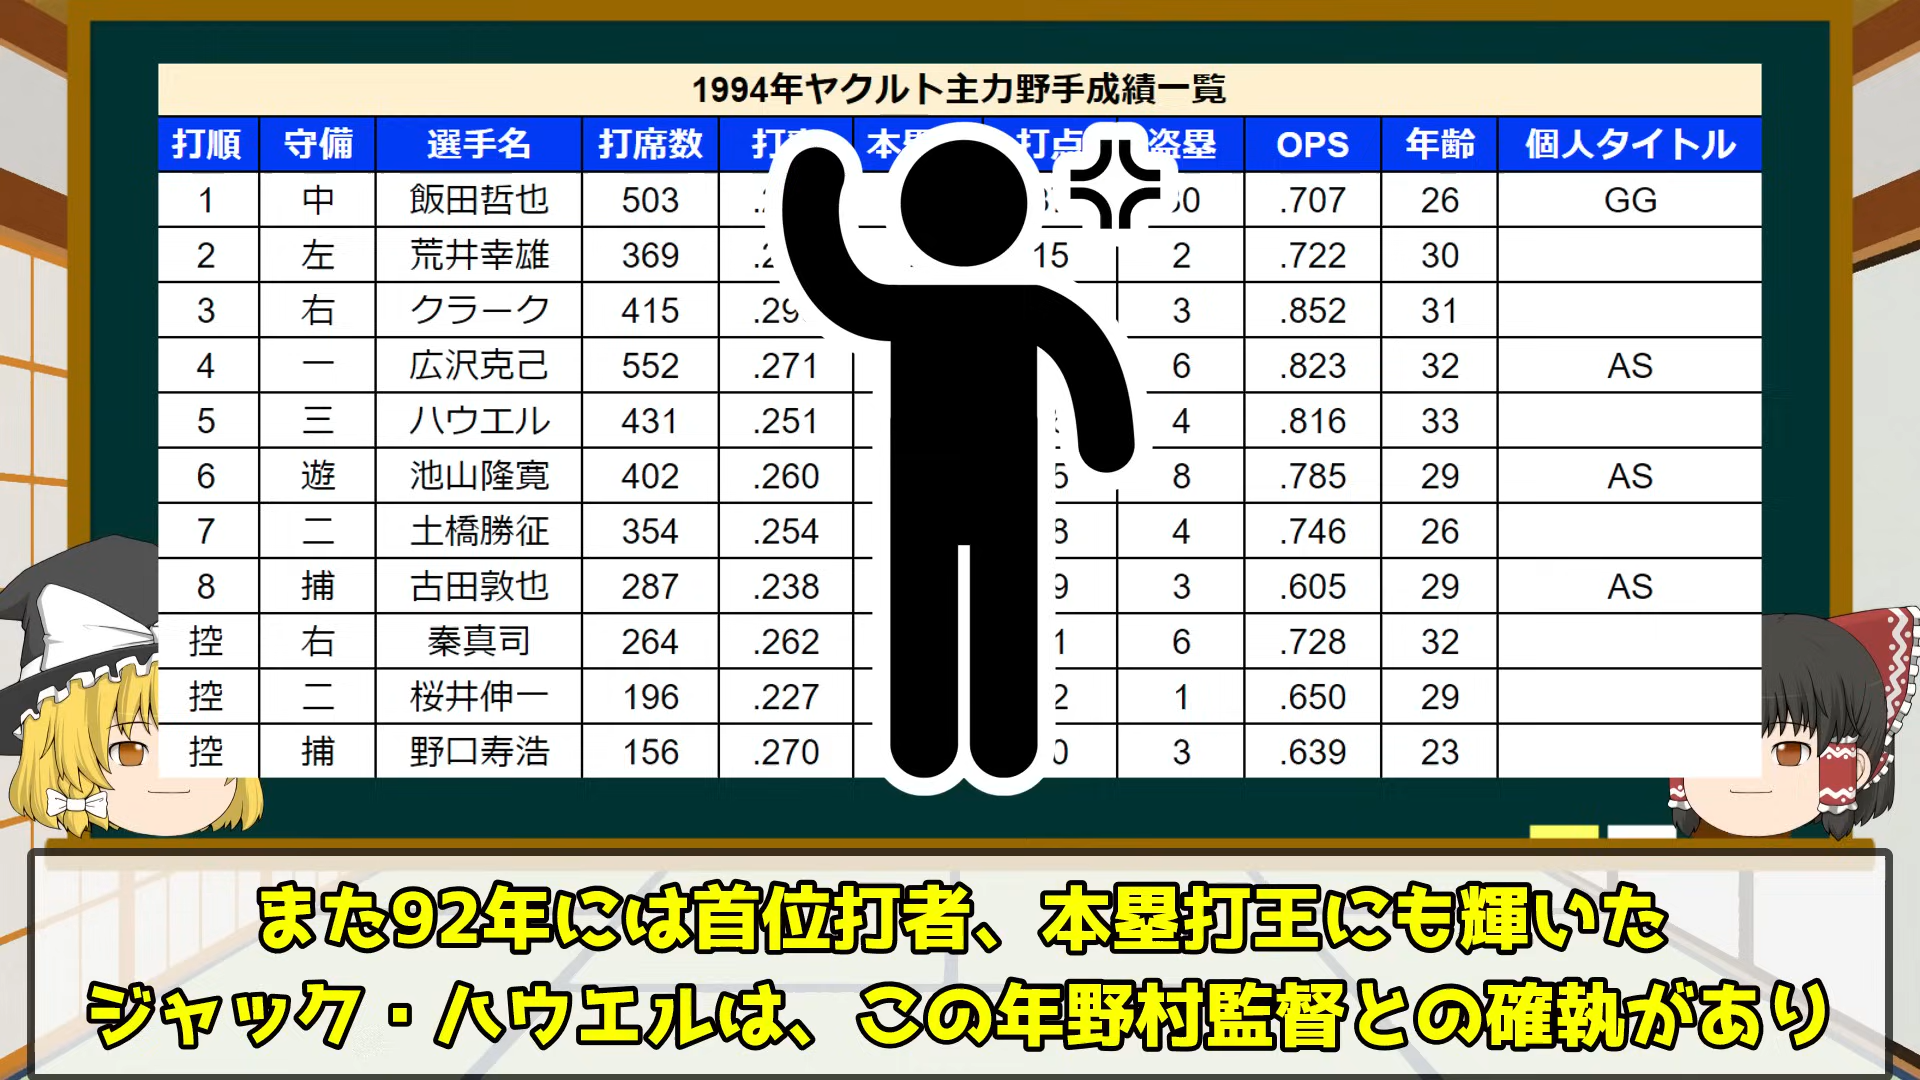 1994年ヤクルト主力野手成績一覧
打順 守備 選手名 打席数 打 本 打点 盗塁 OPS 年齢 個人タイトル
1 中 飯田哲也 503 .707 26 GG
2 左 荒井幸雄 369 15 2 .722 30
3 右 クラーク 415 3 .852 31
4 一 広沢克己 552 .271 6 .823 32 AS
5 三 ハウエル 431 .251 4 .816 33
6 遊 池山隆寛 402 .260 8 .785 29 AS
7 二 土橋勝征 354 .254 4 .746 26
8 捕 古田敦也 287 .238 3 .605 29 AS
控 右 秦真司 264 .262 6 .728 32
控 二 桜井伸一 196 .227 1 .650 29
控 捕 野口寿浩 156 .270 3 .639 23
また92年には首位打者、本塁打王にも輝いた
ジャック・ハウエルは、この年野村監督との確執があり